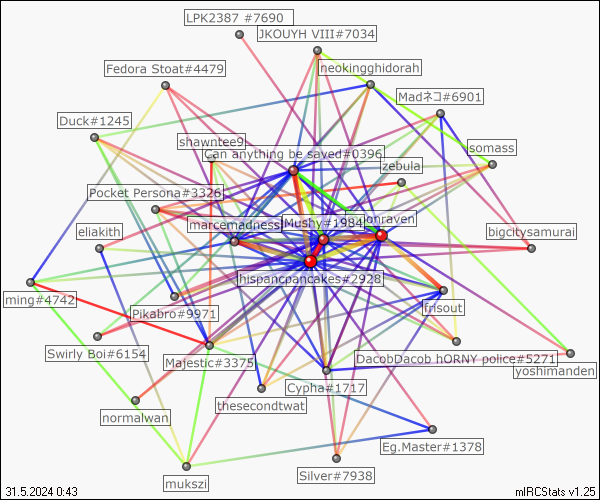 LPK2387 #7690
JKOUYH VIII#7034
neokingghidorah
Fedora Stoat#4479
Madネコ#6901
Duck#1245
shawntee9
somass
Can anything be saved#0396
zebula
Pocket Persona#3326
eliakith
marcemadness
Mushy#1984
onraven
bigcitysamurai
hispancpancakes#2928
ming#4742
Pikabro#9971
frisout
Swirly Boi#6154
Majestic#3375
DacobDacob hORNY police#5271
yoshimanden
Cypha#1717
normalwan
thesecondtwat
Eg.Master#1378
mukszi
Silver#7938
31.5.2024 0:43
mIRCStats v1.25